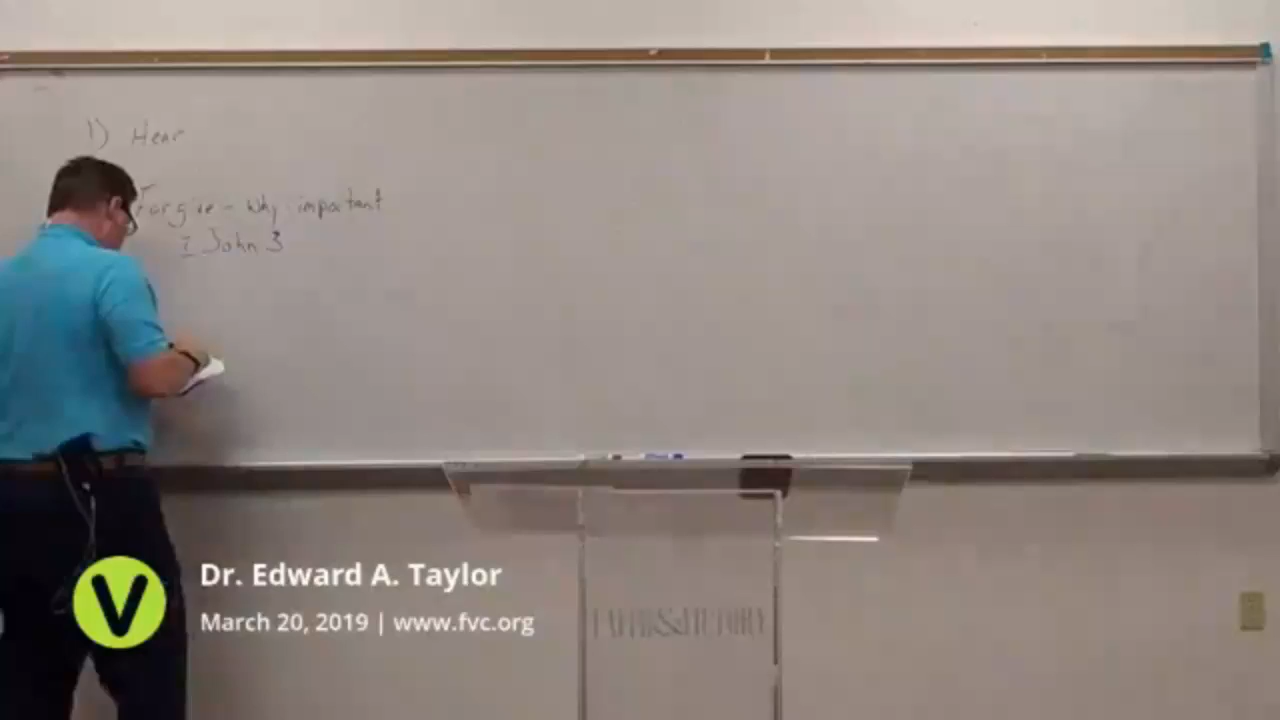 1) Hear
Forgive - Why important
I John 3
V
Dr. Edward A. Taylor
March 20, 2019 | www.fvc.org